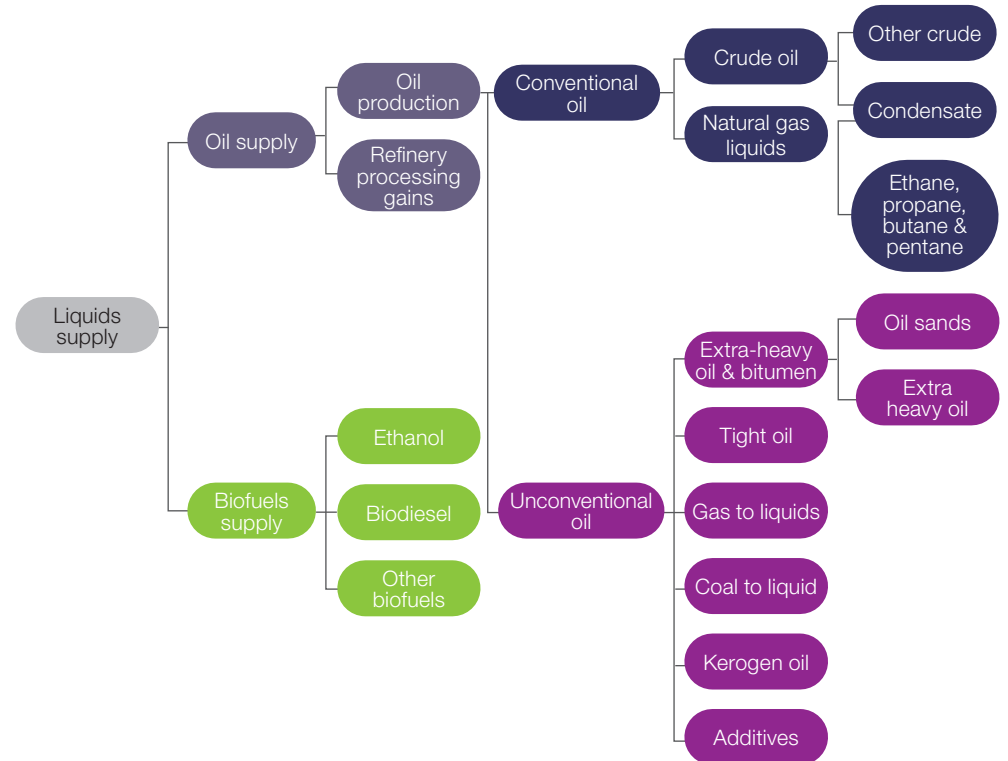 Liquids
supply
Oil supply
Biofuels
supply
Oil
production
Refinery
processing
gains
Ethanol
Biodiesel
Other
biofuels
Conventional
oil
Unconventional
oil
Crude oil
Natural gas
liquids
Other crude
Condensate
Ethane,
propane,
butane &
pentane
Extra-heavy
oil & bitumen
Tight oil
Gas to liquids
Coal to liquid
Kerogen oil
Additives
Oil sands
Extra
heavy oil